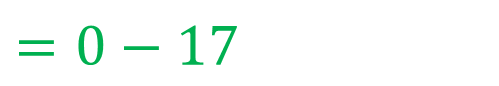 = 0 − 17